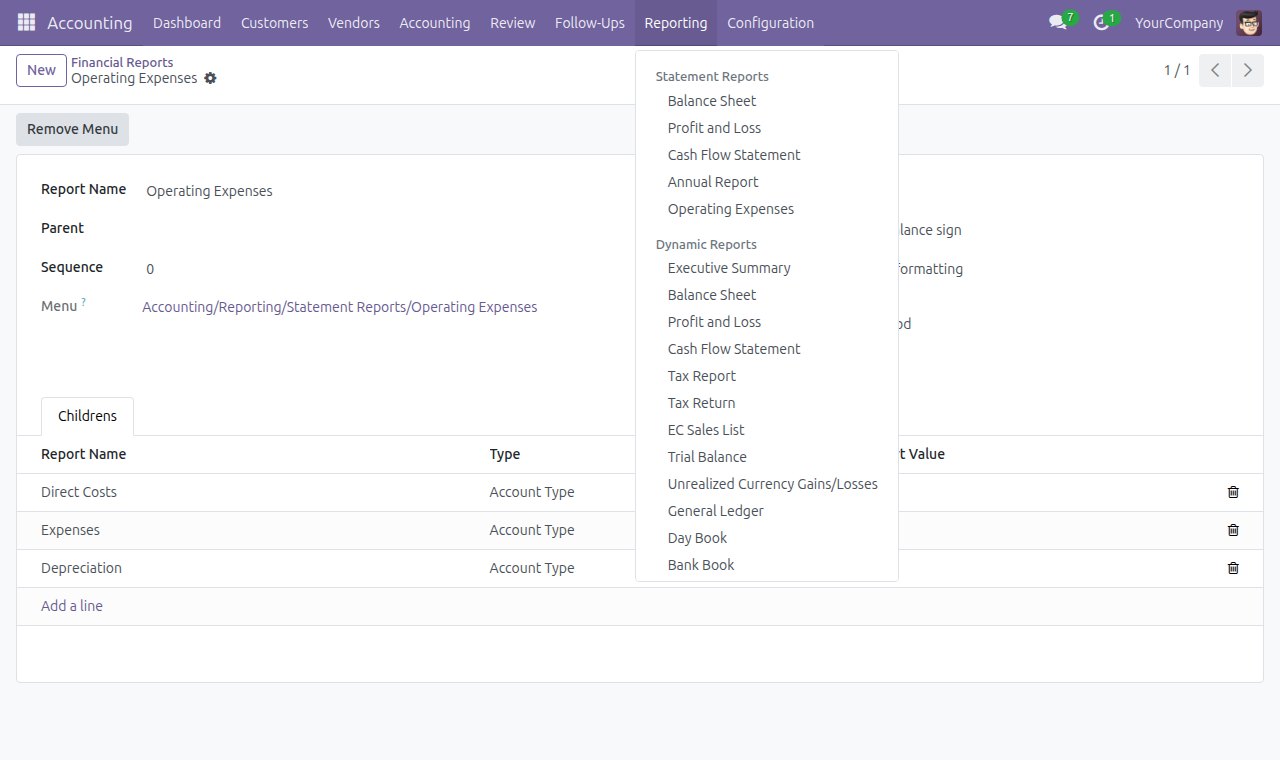 Accounting Dashboard Customers Vendors Accounting Review Follow-Ups Reporting Configuration 7 1 YourCompany
New
Financial Reports
Operating Expenses
1 / 1
Remove Menu
Report Name Operating Expenses
Parent
Sequence 0
Menu ? Accounting/Reporting/Statement Reports/Operating Expenses
Statement Reports
Balance Sheet
Profit and Loss
Cash Flow Statement
Annual Report
Operating Expenses
Dynamic Reports
Executive Summary
Balance Sheet
Profit and Loss
Cash Flow Statement
Tax Report
Tax Return
EC Sales List
Trial Balance
Unrealized Currency Gains/Losses
General Ledger
Day Book
Bank Book
sign
formatting
Childrens
Report Name Type Value
Direct Costs Account Type
Expenses Account Type
Depreciation Account Type
Add a line